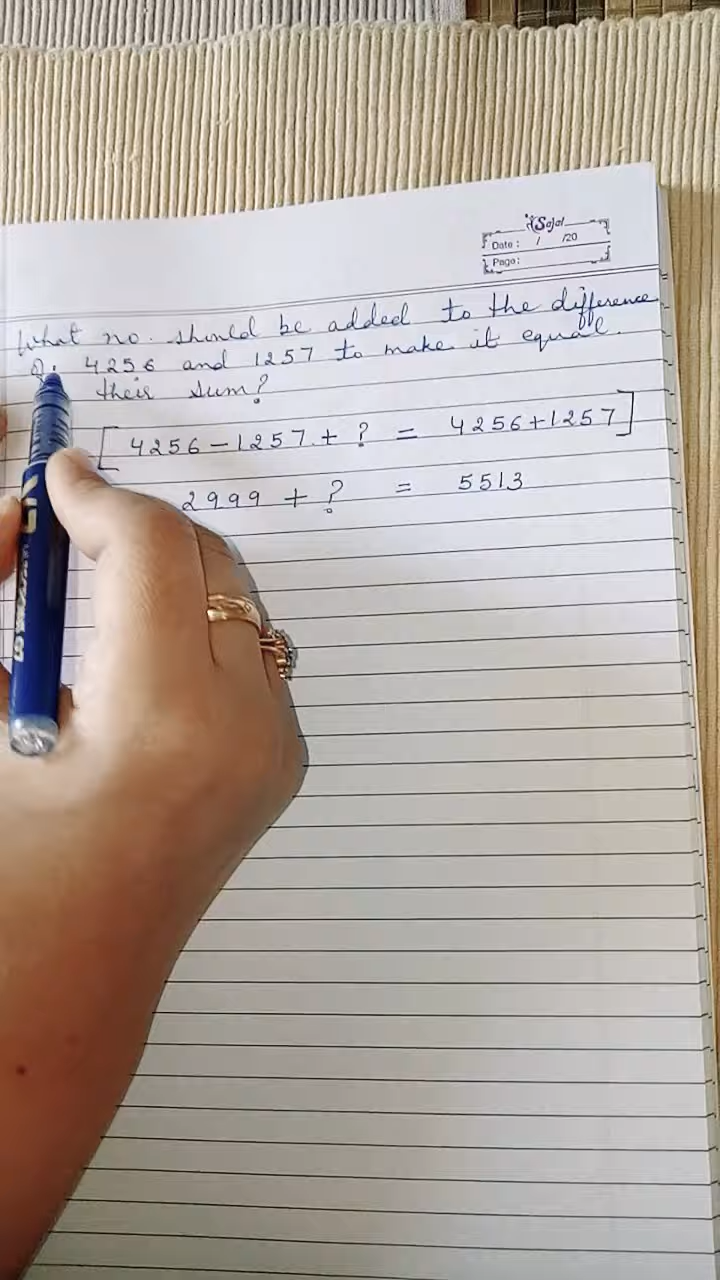 Sajal
Date: / /20
Page:
What no. should be added to the difference
4256 and 1257 to make it equal
their sum?
[ 4256 - 1257 + ? = 4256 + 1257 ]
2999 + ? = 5513